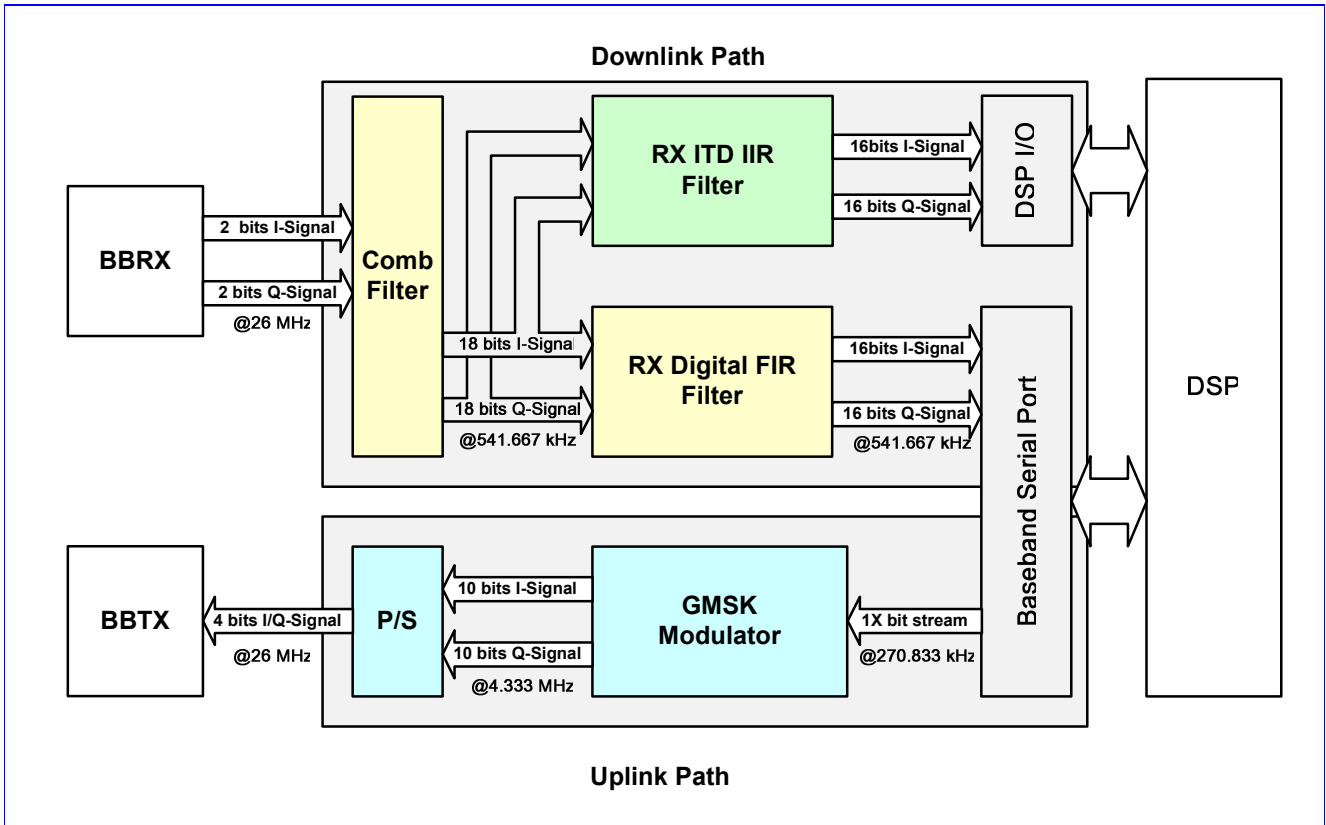 Downlink Path
BBRX
2 bits I-Signal
2 bits Q-Signal
@26 MHz
Comb
Filter
18 bits I-Signal
18 bits Q-Signal
@541.667 kHz
RX ITD IIR
Filter
16bits I-Signal
16 bits Q-Signal
DSP I/O
RX Digital FIR
Filter
16bits I-Signal
16 bits Q-Signal
@541.667 kHz
Baseband Serial Port
DSP
BBTX
4 bits I/Q-Signal
@26 MHz
P/S
10 bits I-Signal
10 bits Q-Signal
@4.333 MHz
GMSK
Modulator
1X bit stream
@270.833 kHz
Uplink Path